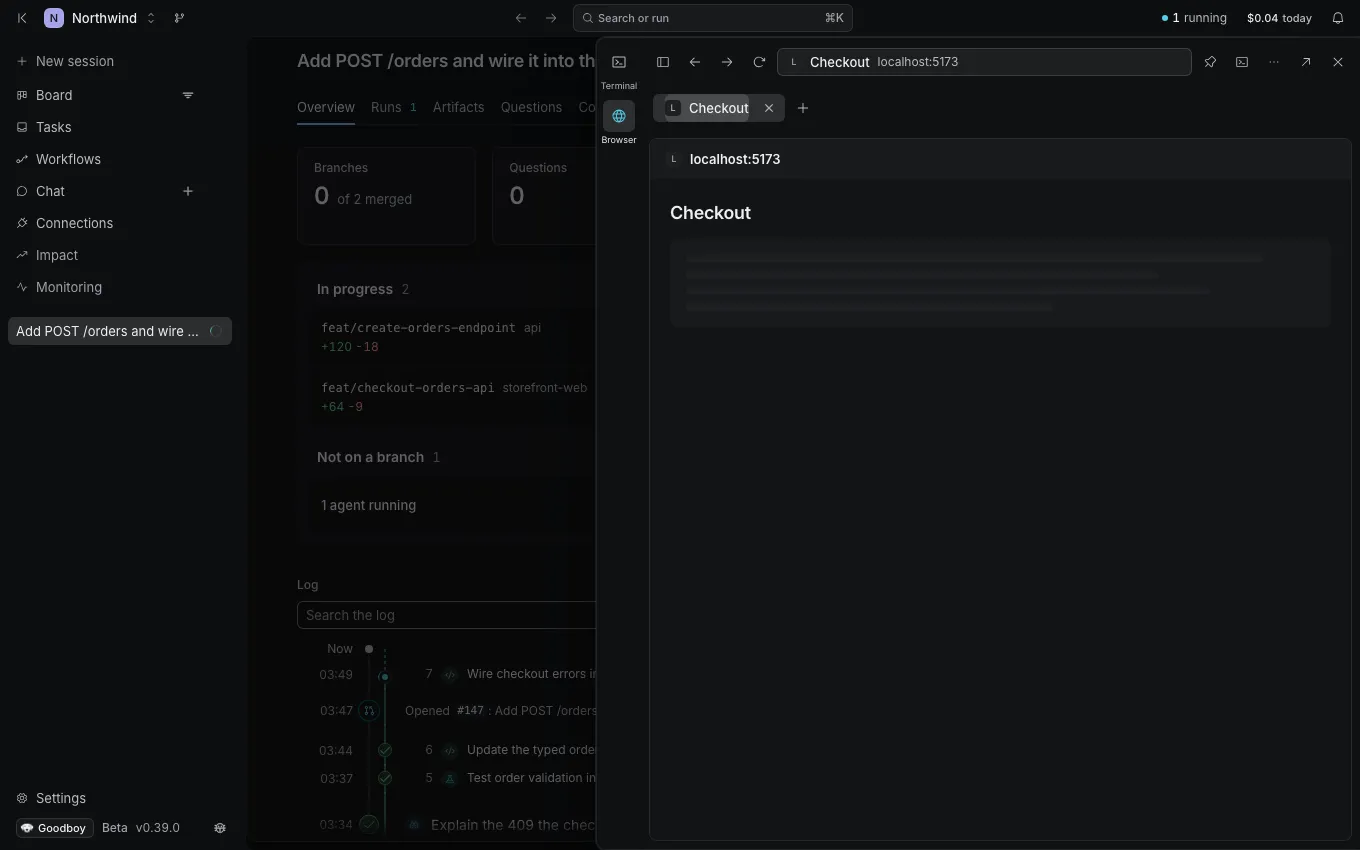 N Northwind
Search or run ⌘K
1 running $0.04 today
New session
Board
Tasks
Workflows
Chat
Connections
Impact
Monitoring
Add POST /orders and wire ...
Settings
Goodboy Beta v0.39.0
Add POST /orders and wire it into th
Overview Runs 1 Artifacts Questions Co
Branches
0 of 2 merged
Questions
0
In progress 2
feat/create-orders-endpoint api
+120 -18
feat/checkout-orders-api storefront-web
+64 -9
Not on a branch 1
1 agent running
Log
Search the log
Now
03:49 7 Wire checkout errors in
03:47 Opened #147 : Add POST /orders
03:44 6 Update the typed orde
03:37 5 Test order validation in
03:34 Explain the 409 the chec
Terminal
Browser
L Checkout localhost:5173
L Checkout
L localhost:5173
Checkout